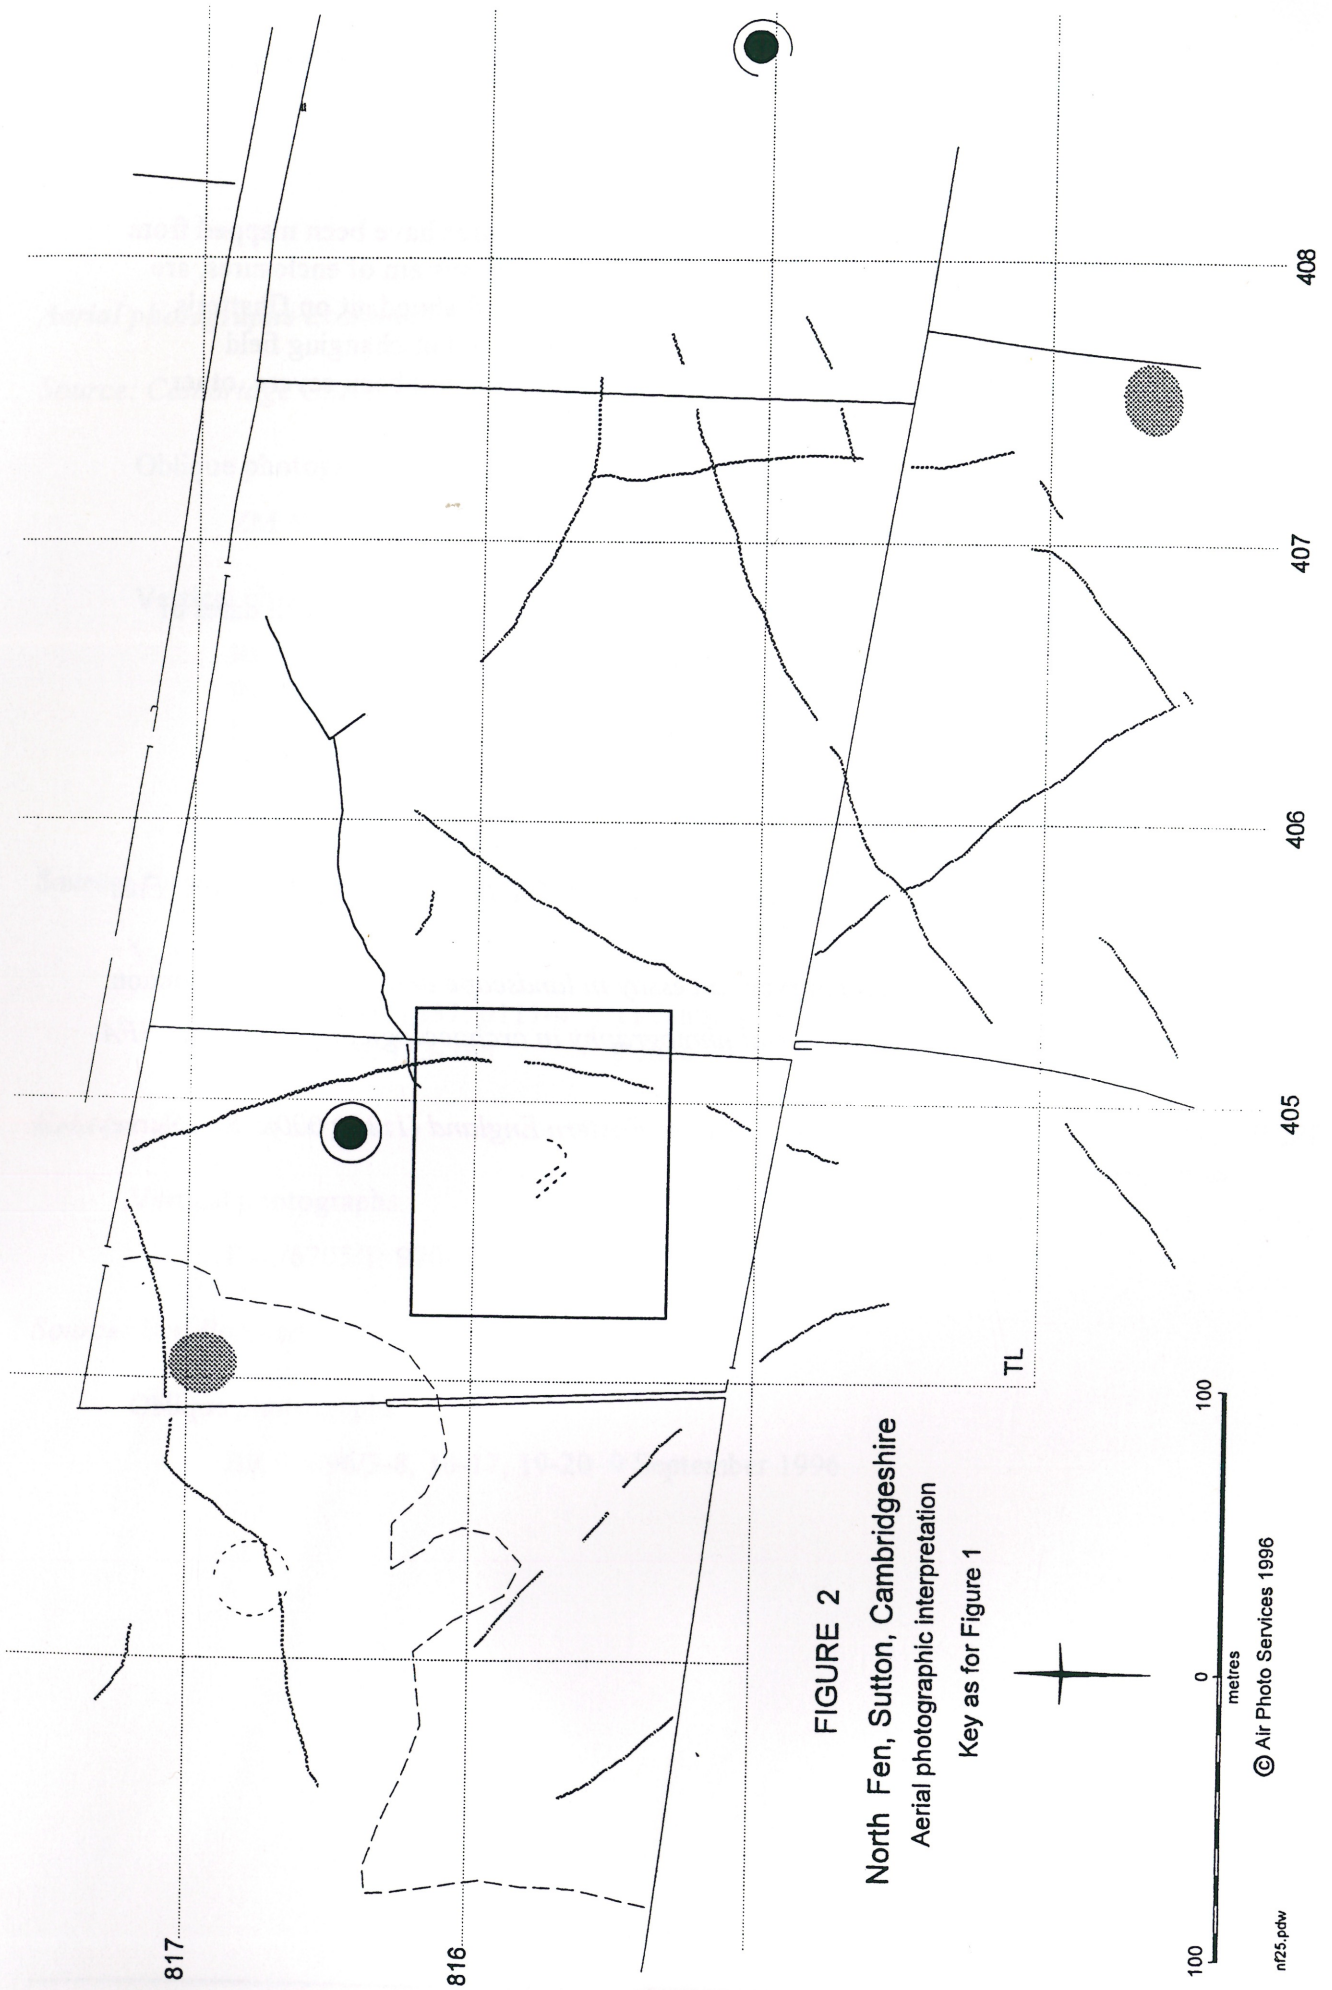 817
816
408
407
406
405
TL
FIGURE 2
North Fen, Sutton, Cambridgeshire
Aerial photographic interpretation
Key as for Figure 1
100 0 100
metres
© Air Photo Services 1996
nf25.pdw